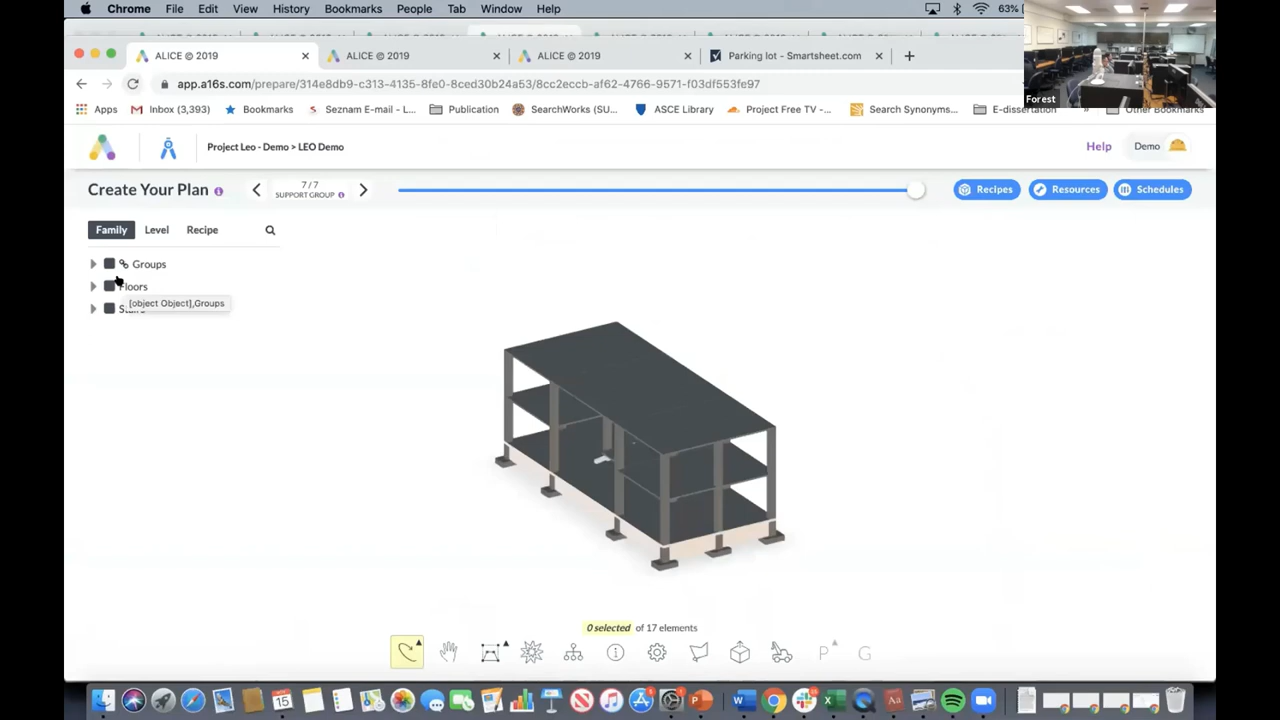 Chrome File Edit View History Bookmarks People Tab Window Help 63%
ALICE © 2019 ALICE © 2019 ALICE © 2019 Parking lot - Smartsheet.com
app.a16s.com/prepare/314e8db9-c313-4135-8fe0-8ced30b24a53/8cc2eccb-af62-4766-9571-f03df553fe97
Apps Inbox (3,393) Bookmarks Seznam E-mail - L... Publication SearchWorks (SU... ASCE Library Project Free TV -... Search Synonyms... E-dissertation Other Bookmarks
Forest
Project Leo - Demo > LEO Demo Help Demo
Create Your Plan 7 / 7 Recipes Resources Schedules
SUPPORT GROUP
Family Level Recipe
Groups
Floors
[object Object],Groups
0 selected of 17 elements
P G
15